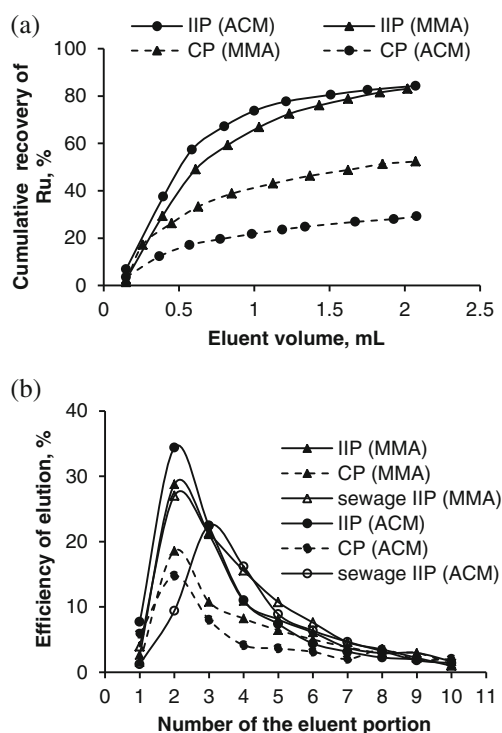 (a)
IIP (ACM) IIP (MMA)
CP (MMA) CP (ACM)
Cumulative recovery of
Ru, %
100
80
60
40
20
0
0 0.5 1 1.5 2 2.5
Eluent volume, mL
(b)
Efficiency of elution, %
40
30
20
10
0
IIP (MMA)
CP (MMA)
sewage IIP (MMA)
IIP (ACM)
CP (ACM)
sewage IIP (ACM)
0 1 2 3 4 5 6 7 8 9 10 11
Number of the eluent portion